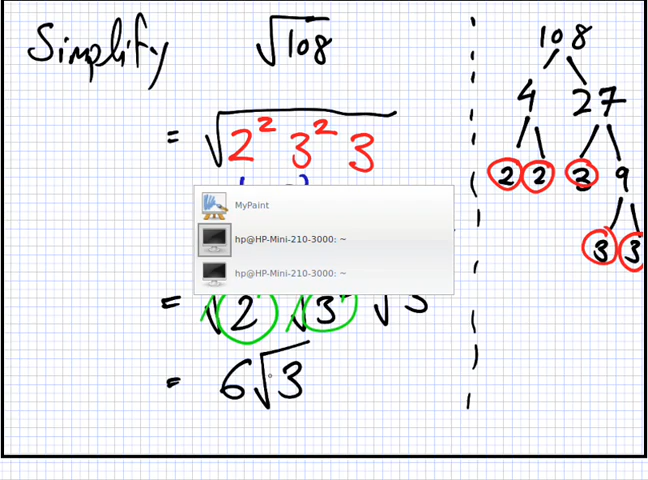 Simplify √108
= √2² 3² 3
MyPaint
hp@HP-Mini-210-3000: ~
hp@HP-Mini-210-3000: ~
= √2 √3² √3
= 6√3
108
4 27
2 2 3 9
3 3